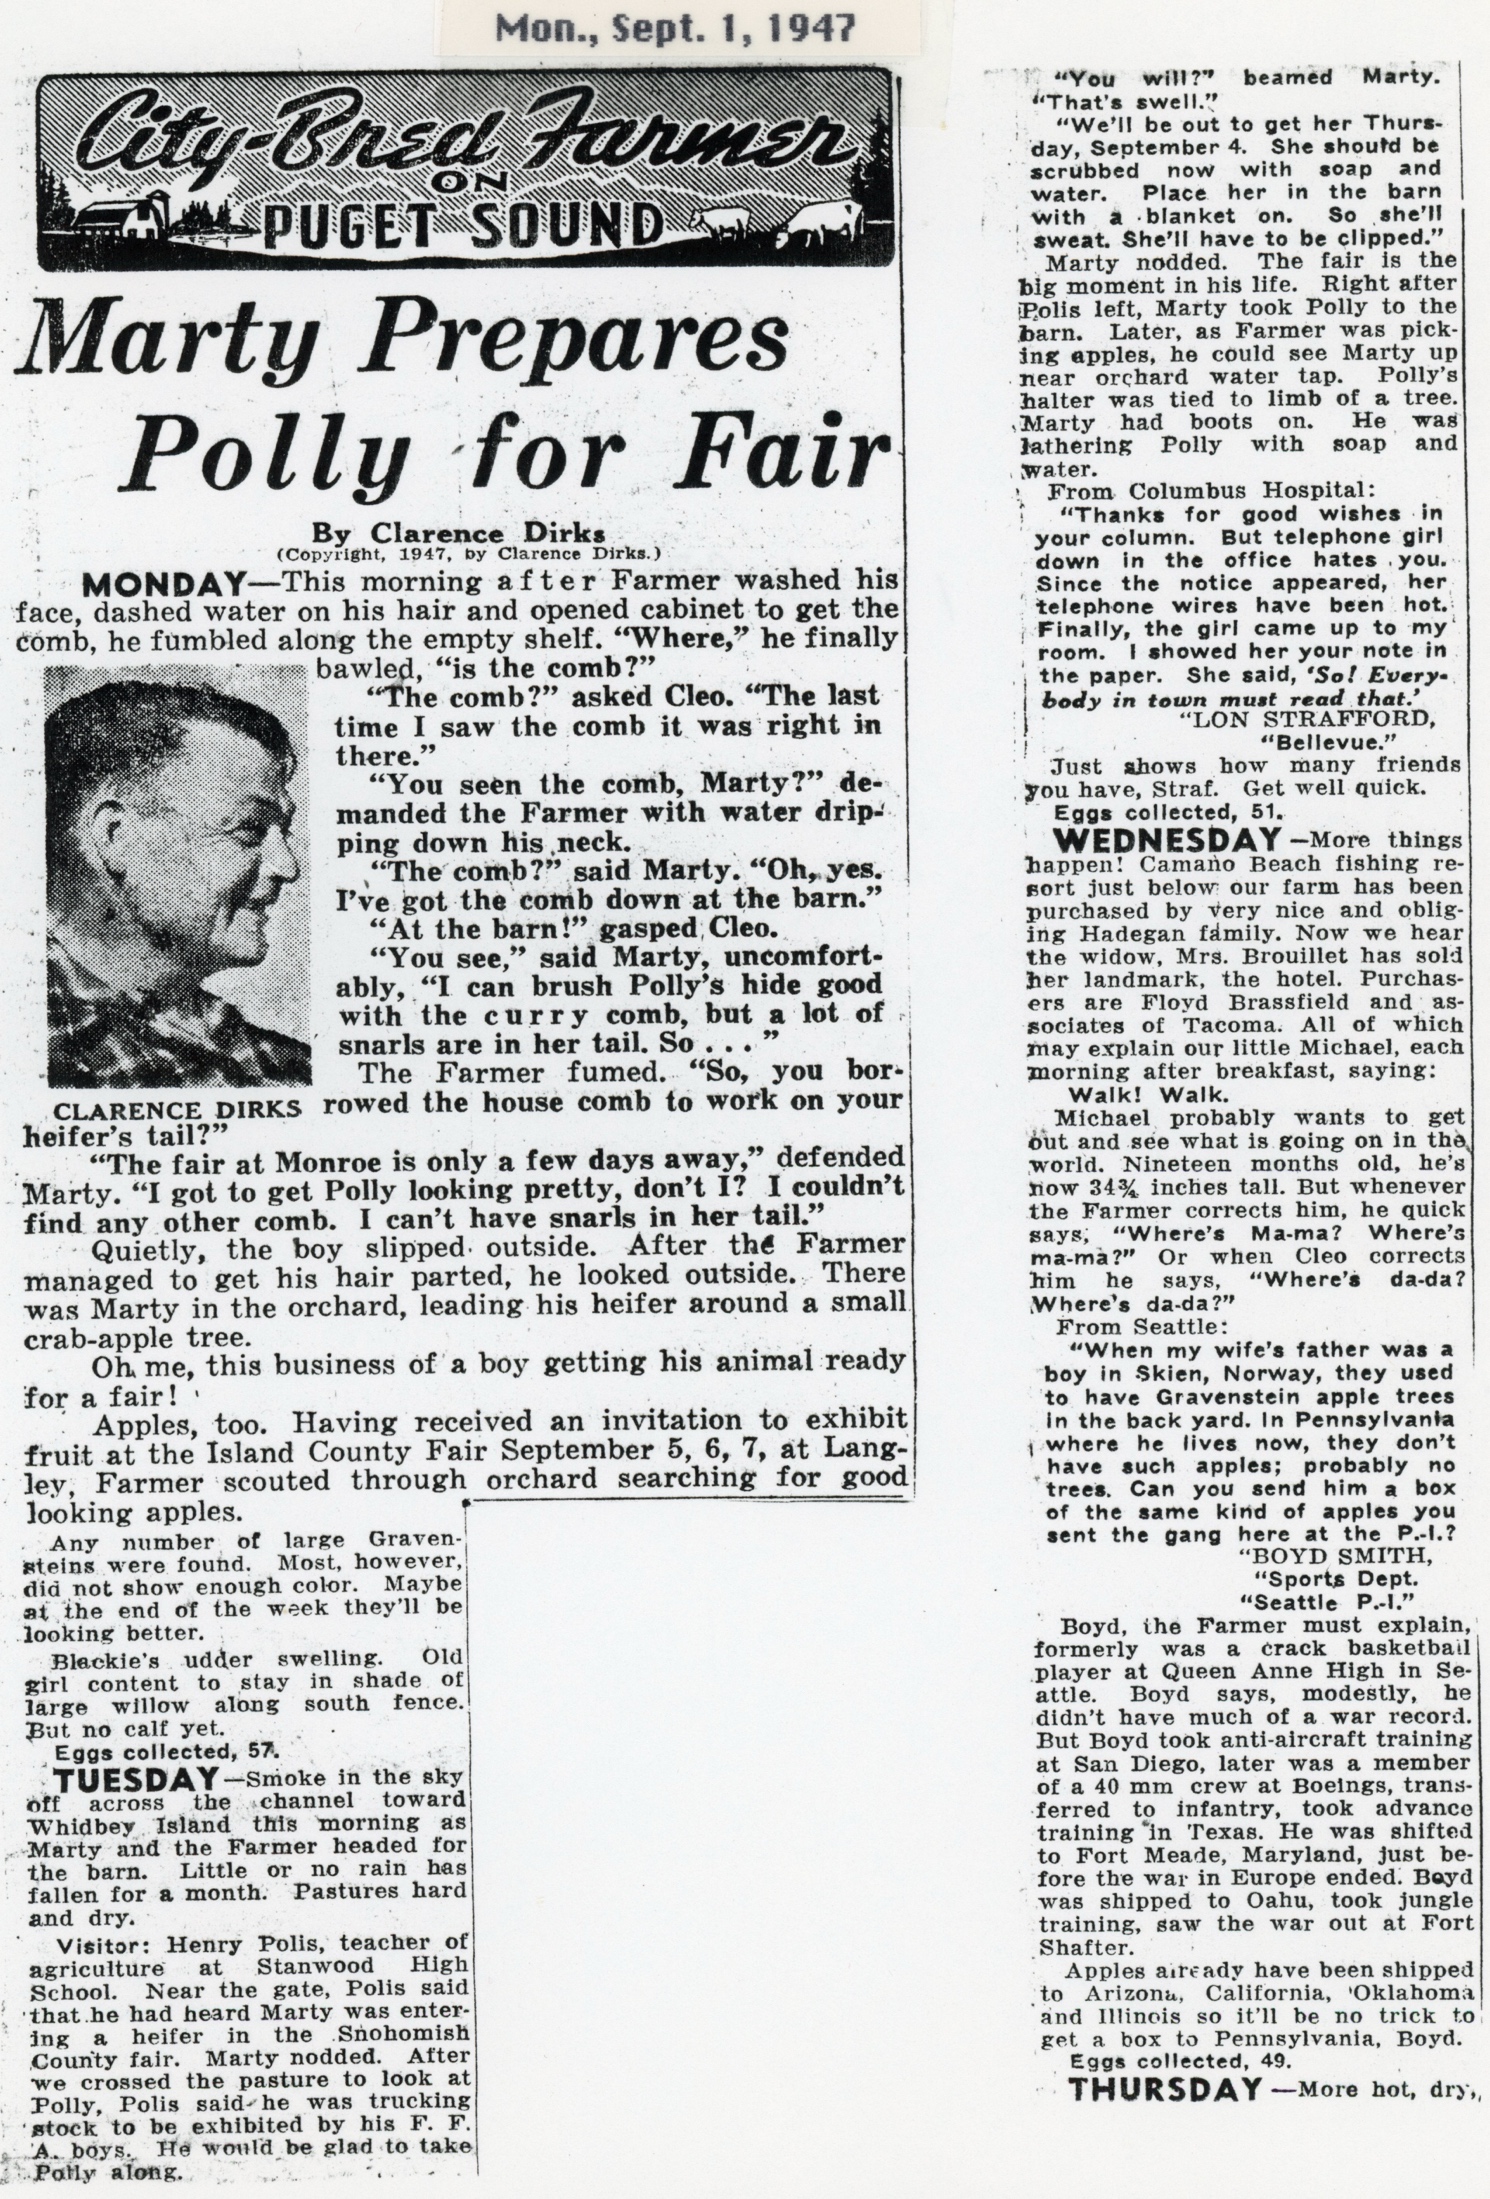 Mon., Sept. 1, 1947
City-Bred Farmer
ON
PUGET SOUND
Marty Prepares
Polly for Fair
By Clarence Dirks
(Copyright, 1947, by Clarence Dirks.)
MONDAY—This morning after Farmer washed his
face, dashed water on his hair and opened cabinet to get the
comb, he fumbled along the empty shelf. "Where," he finally
bawled, "is the comb?"
"The comb?" asked Cleo. "The last
time I saw the comb it was right in
there."
"You seen the comb, Marty?" de-
manded the Farmer with water drip-
ping down his neck.
"The comb?" said Marty. "Oh, yes.
I've got the comb down at the barn."
"At the barn!" gasped Cleo.
"You see," said Marty, uncomfort-
ably, "I can brush Polly's hide good
with the curry comb, but a lot of
snarls are in her tail. So . . . "
The Farmer fumed. "So, you bor-
CLARENCE DIRKS
rowed the house comb to work on your
heifer's tail?"
"The fair at Monroe is only a few days away," defended
Marty. "I got to get Polly looking pretty, don't I? I couldn't
find any other comb. I can't have snarls in her tail."
Quietly, the boy slipped outside. After the Farmer
managed to get his hair parted, he looked outside. There
was Marty in the orchard, leading his heifer around a small
crab-apple tree.
Oh me, this business of a boy getting his animal ready
for a fair!
Apples, too. Having received an invitation to exhibit
fruit at the Island County Fair September 5, 6, 7, at Lang-
ley, Farmer scouted through orchard searching for good
looking apples.
Any number of large Graven-
steins were found. Most, however,
did not show enough color. Maybe
at the end of the week they'll be
looking better.
Blackie's udder swelling. Old
girl content to stay in shade of
large willow along south fence.
But no calf yet.
Eggs collected, 57.
TUESDAY—Smoke in the sky
off across the channel toward
Whidbey Island this morning as
Marty and the Farmer headed for
the barn. Little or no rain has
fallen for a month. Pastures hard
and dry.
Visitor: Henry Polis, teacher of
agriculture at Stanwood High
School. Near the gate, Polis said
that he had heard Marty was enter-
ing a heifer in the Snohomish
County fair. Marty nodded. After
we crossed the pasture to look at
Polly, Polis said he was trucking
stock to be exhibited by his F. F.
A. boys. He would be glad to take
Polly along.
"You will?" beamed Marty.
"That's swell."
"We'll be out to get her Thurs-
day, September 4. She should be
scrubbed now with soap and
water. Place her in the barn
with a blanket on. So she'll
sweat. She'll have to be clipped."
Marty nodded. The fair is the
big moment in his life. Right after
Polis left, Marty took Polly to the
barn. Later, as Farmer was pick-
ing apples, he could see Marty up
near orchard water tap. Polly's
halter was tied to limb of a tree.
Marty had boots on. He was
lathering Polly with soap and
water.
From Columbus Hospital:
"Thanks for good wishes in
your column. But telephone girl
down in the office hates you.
Since the notice appeared, her
telephone wires have been hot.
Finally, the girl came up to my
room. I showed her your note in
the paper. She said, 'So! Every-
body in town must read that.'
"LON STRAFFORD,
"Bellevue."
Just shows how many friends
you have, Straf. Get well quick.
Eggs collected, 51.
WEDNESDAY—More things
happen! Camano Beach fishing re-
sort just below our farm has been
purchased by very nice and oblig-
ing Hadegan family. Now we hear
the widow, Mrs. Brouillet has sold
her landmark, the hotel. Purchas-
ers are Floyd Brassfield and as-
sociates of Tacoma. All of which
may explain our little Michael, each
morning after breakfast, saying:
Walk! Walk.
Michael probably wants to get
out and see what is going on in the
world. Nineteen months old, he's
now 34¾ inches tall. But whenever
the Farmer corrects him, he quick
says, "Where's Ma-ma? Where's
ma-ma?" Or when Cleo corrects
him he says, "Where's da-da?
Where's da-da?"
From Seattle:
"When my wife's father was a
boy in Skien, Norway, they used
to have Gravenstein apple trees
in the back yard. In Pennsylvania
where he lives now, they don't
have such apples; probably no
trees. Can you send him a box
of the same kind of apples you
sent the gang here at the P.-I.?
"BOYD SMITH,
"Sports Dept.
"Seattle P.-I."
Boyd, the Farmer must explain,
formerly was a crack basketball
player at Queen Anne High in Se-
attle. Boyd says, modestly, he
didn't have much of a war record.
But Boyd took anti-aircraft training
at San Diego, later was a member
of a 40 mm crew at Boeings, trans-
ferred to infantry, took advance
training in Texas. He was shifted
to Fort Meade, Maryland, just be-
fore the war in Europe ended. Boyd
was shipped to Oahu, took jungle
training, saw the war out at Fort
Shafter.
Apples already have been shipped
to Arizona, California, Oklahoma
and Illinois so it'll be no trick to
get a box to Pennsylvania, Boyd.
Eggs collected, 49.
THURSDAY—More hot, dry,